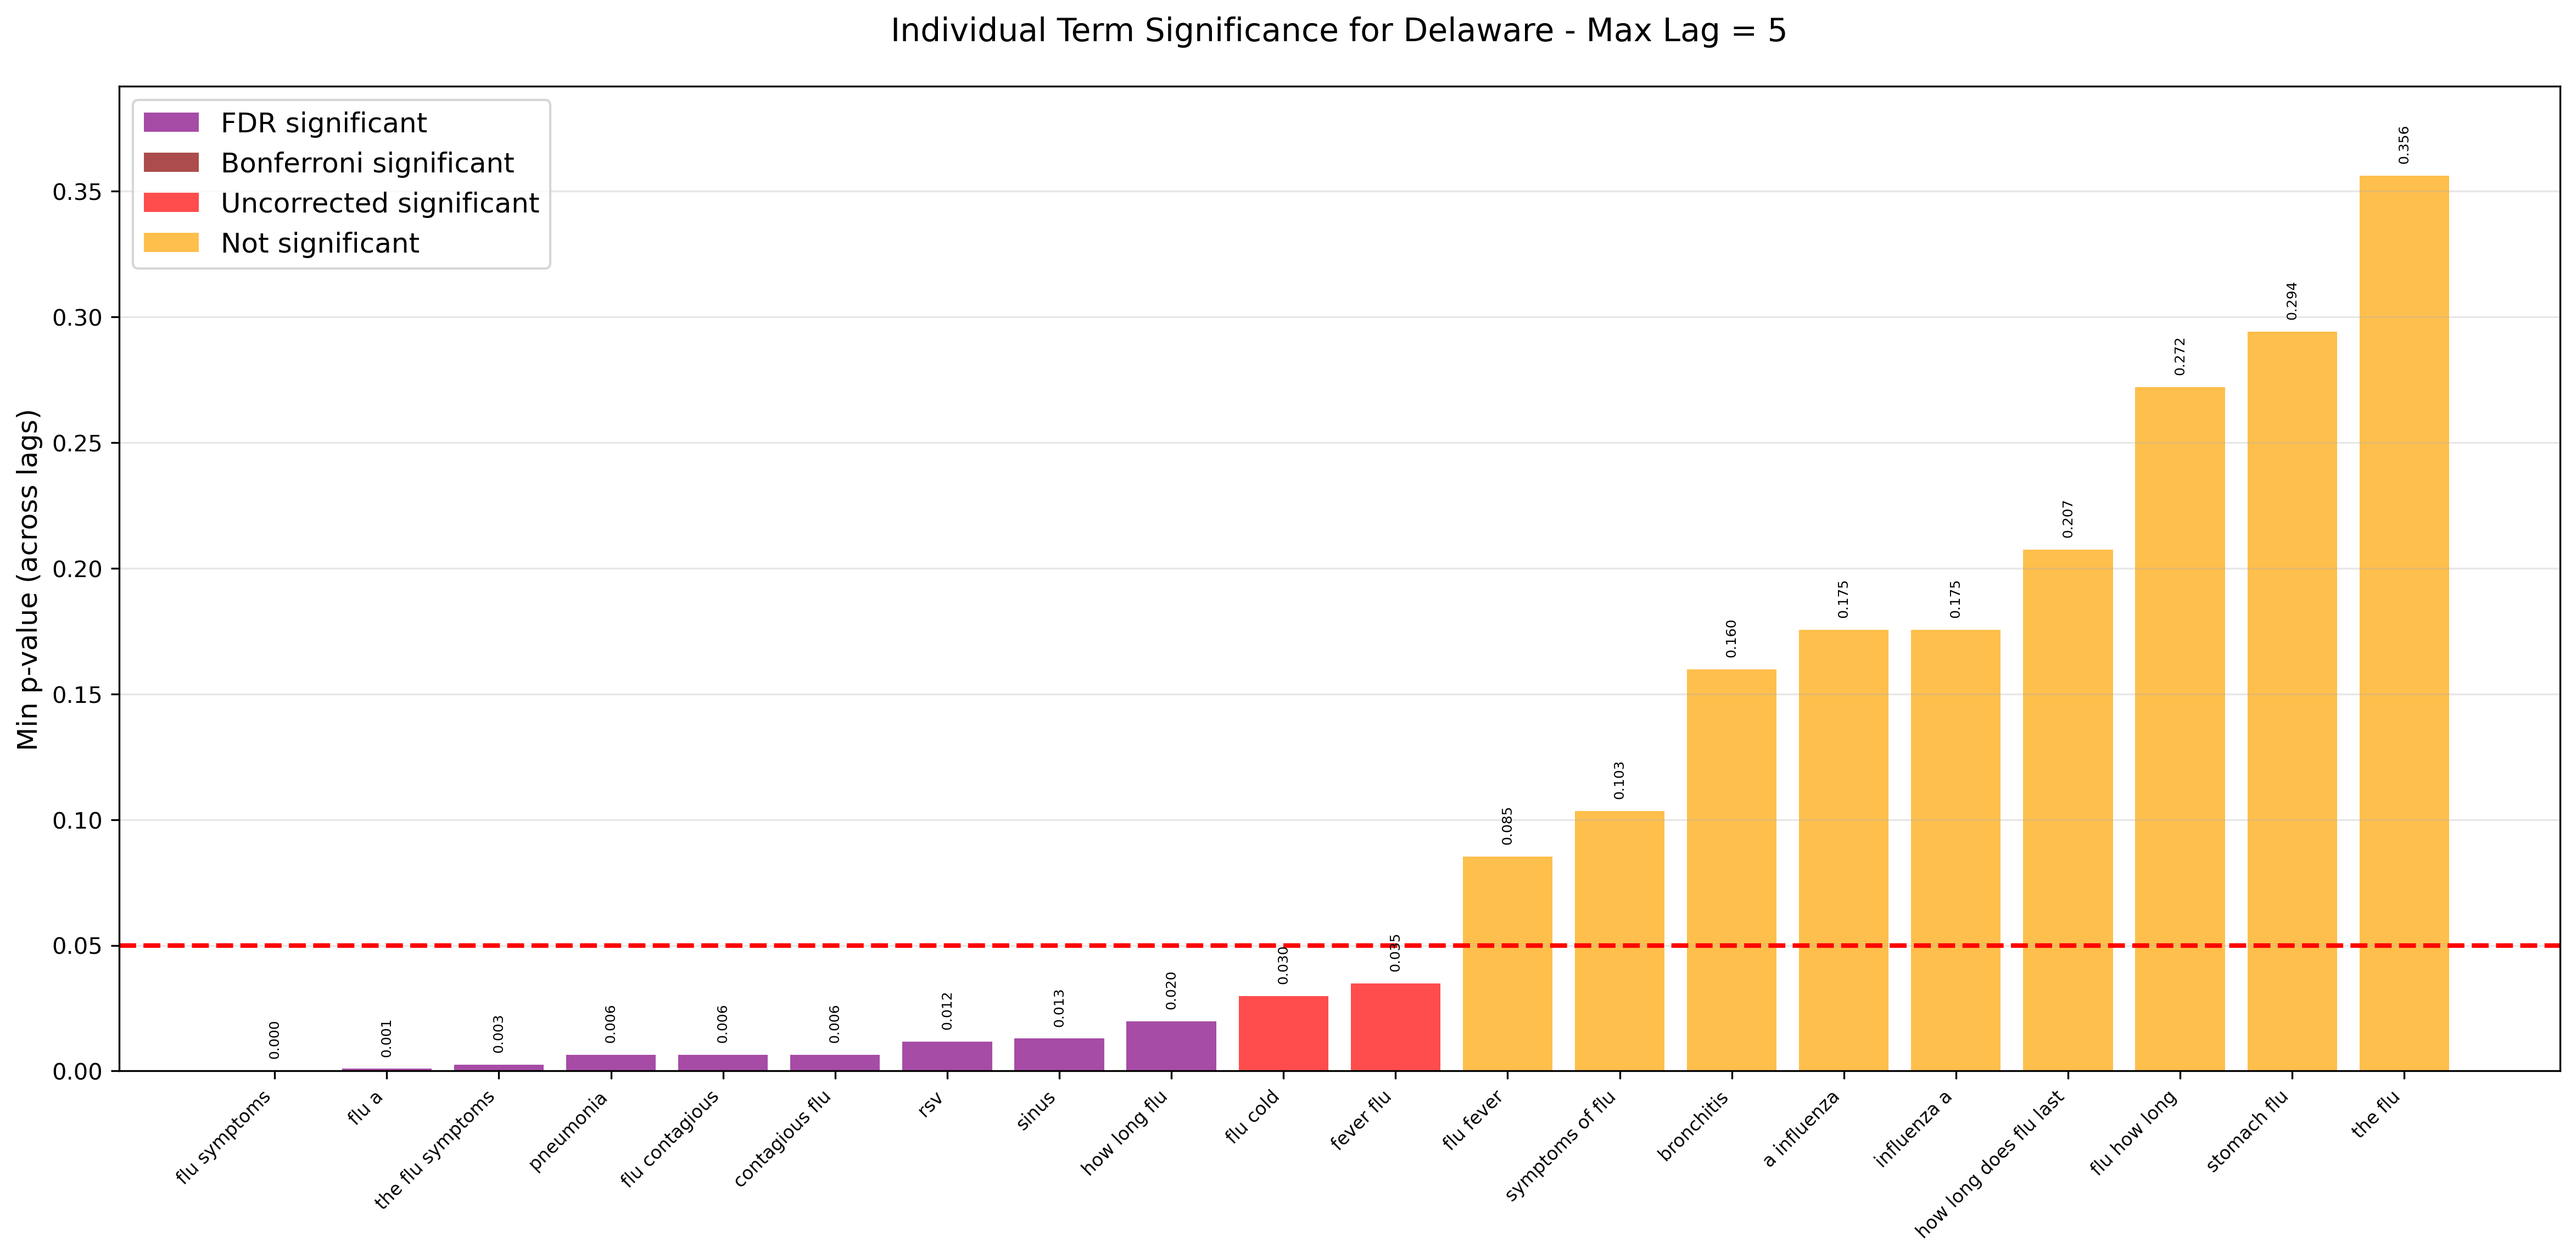 Individual Term Significance for Delaware - Max Lag = 5
FDR significant
Bonferroni significant
Uncorrected significant
Not significant
Min p-value (across lags)
0.35
0.30
0.25
0.20
0.15
0.10
0.05
0.00
0.000
0.001
0.003
0.006
0.006
0.006
0.012
0.013
0.020
0.030
0.035
0.085
0.103
0.160
0.175
0.175
0.207
0.272
0.294
0.356
flu symptoms
flu a
the flu symptoms
pneumonia
flu contagious
contagious flu
rsv
sinus
how long flu
flu cold
fever flu
flu fever
symptoms of flu
bronchitis
a influenza
influenza a
how long does flu last
flu how long
stomach flu
the flu